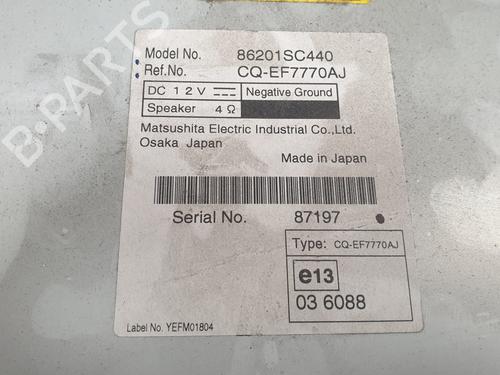 Model No. 86201SC440
Ref.No. CQ-EF7770AJ
DC 12V Negative Ground
Speaker 4 Ω
Matsushita Electric Industrial Co.,Ltd.
Osaka Japan
Made in Japan
Serial No. 87197
Type: CQ-EF7770AJ
e13
03 6088
Label No. YEFM01804
B-PARTS